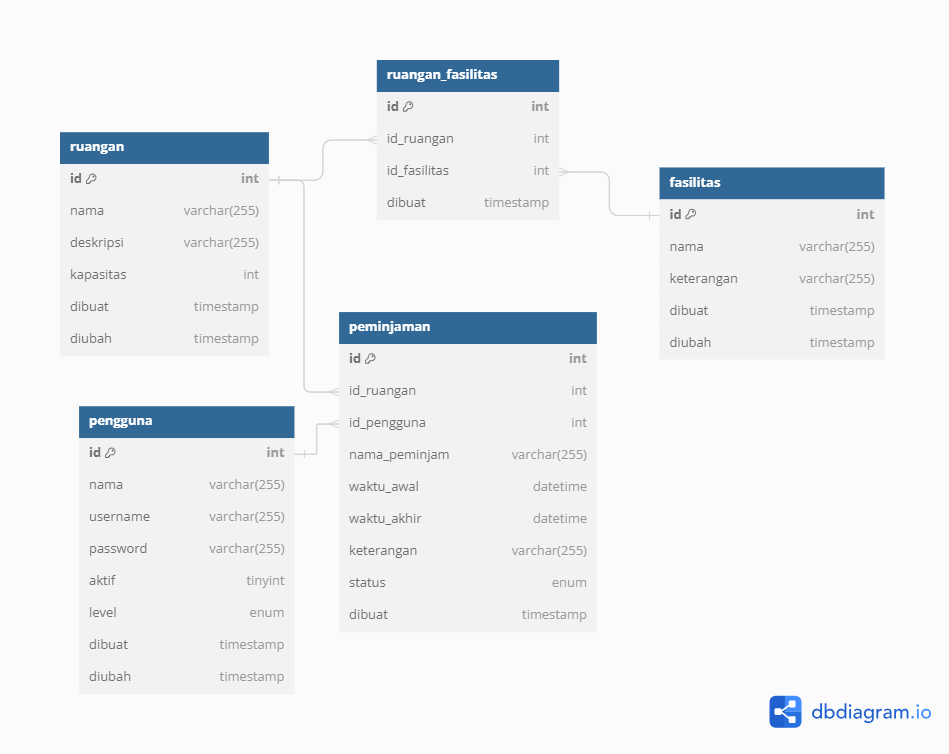 ruangan_fasilitas
id int
id_ruangan int
id_fasilitas int
dibuat timestamp
ruangan
id int
nama varchar(255)
deskripsi varchar(255)
kapasitas int
dibuat timestamp
diubah timestamp
fasilitas
id int
nama varchar(255)
keterangan varchar(255)
dibuat timestamp
diubah timestamp
peminjaman
id int
id_ruangan int
id_pengguna int
nama_peminjam varchar(255)
waktu_awal datetime
waktu_akhir datetime
keterangan varchar(255)
status enum
dibuat timestamp
pengguna
id int
nama varchar(255)
username varchar(255)
password varchar(255)
aktif tinyint
level enum
dibuat timestamp
diubah timestamp
dbdiagram.io